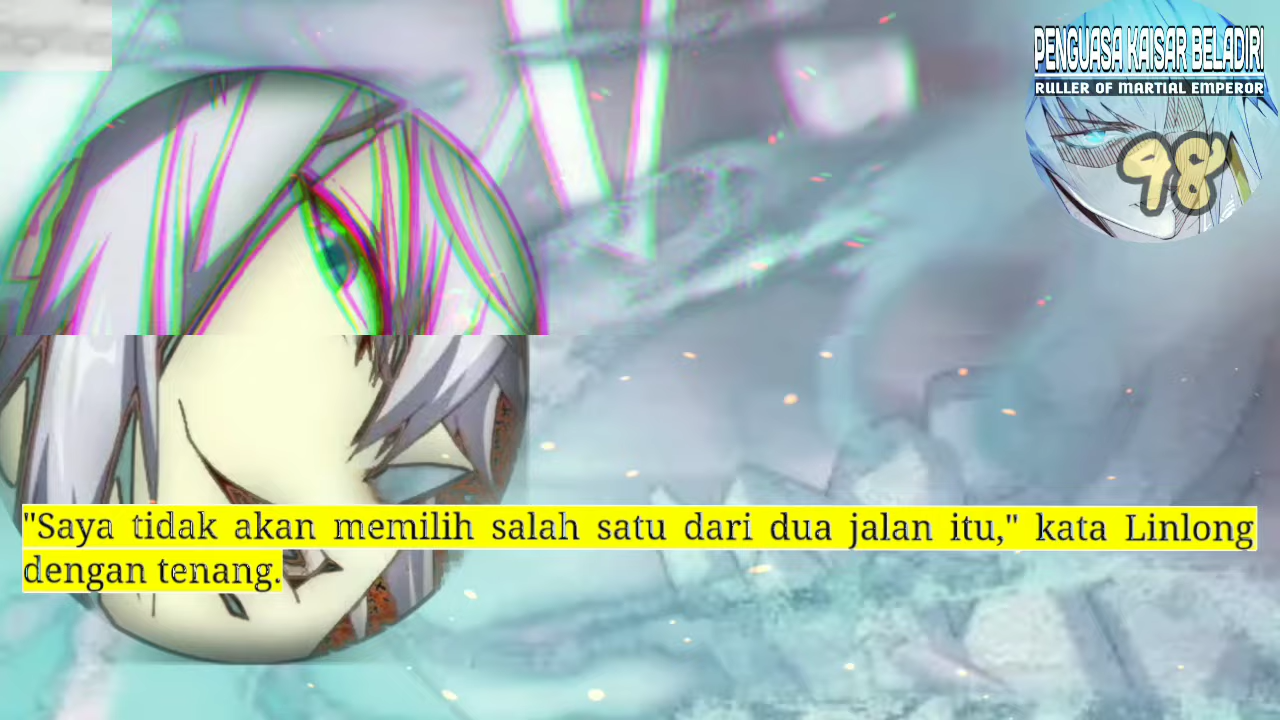 PENGUASA KAISAR BELADIRI
RULLER OF MARTIAL EMPEROR
98
"Saya tidak akan memilih salah satu dari dua jalan itu," kata Linlong
dengan tenang.